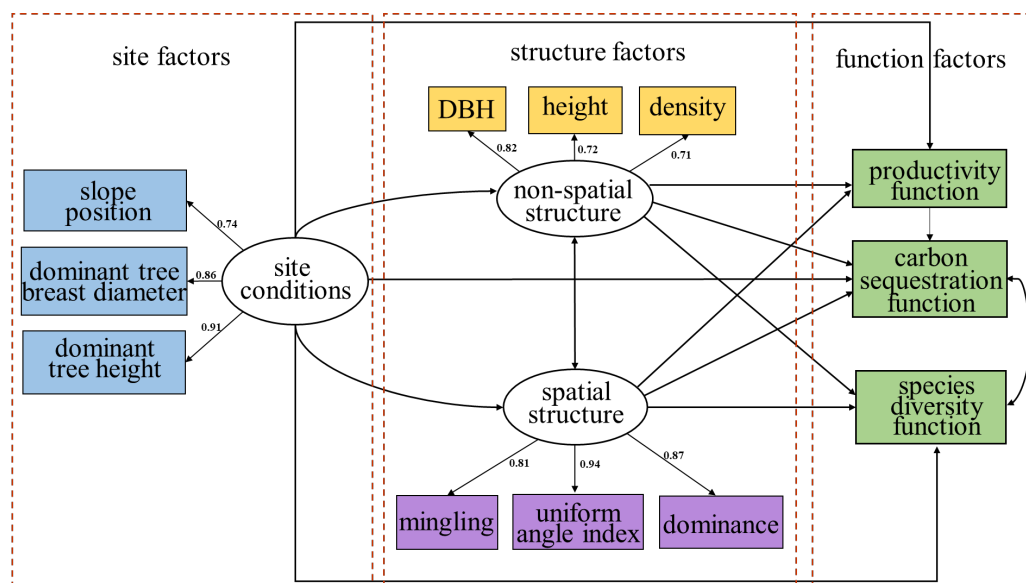 site factors
structure factors
function factors
DBH
height
density
0.82
0.72
0.71
slope
position
0.74
dominant tree
breast diameter
0.86
dominant
tree height
0.91
site
conditions
non-spatial
structure
spatial
structure
0.81
0.94
0.87
mingling
uniform
angle index
dominance
productivity
function
carbon
sequestration
function
species
diversity
function